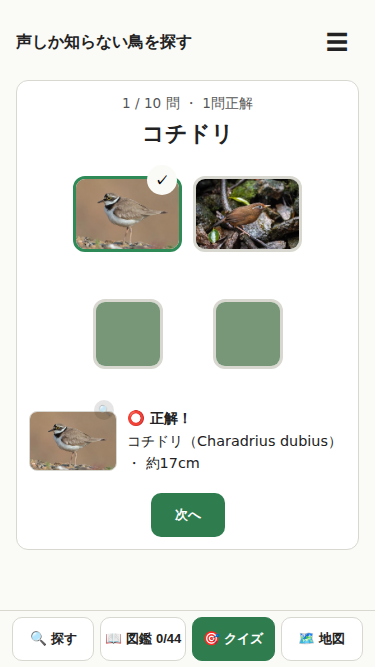 声しか知らない鳥を探す
1 / 10 問 ・ 1問正解
コチドリ
⭕ 正解！
コチドリ（Charadrius dubius）
・ 約17cm
次へ
🔍 探す
📖 図鑑 0/44
🎯 クイズ
🗺️ 地図